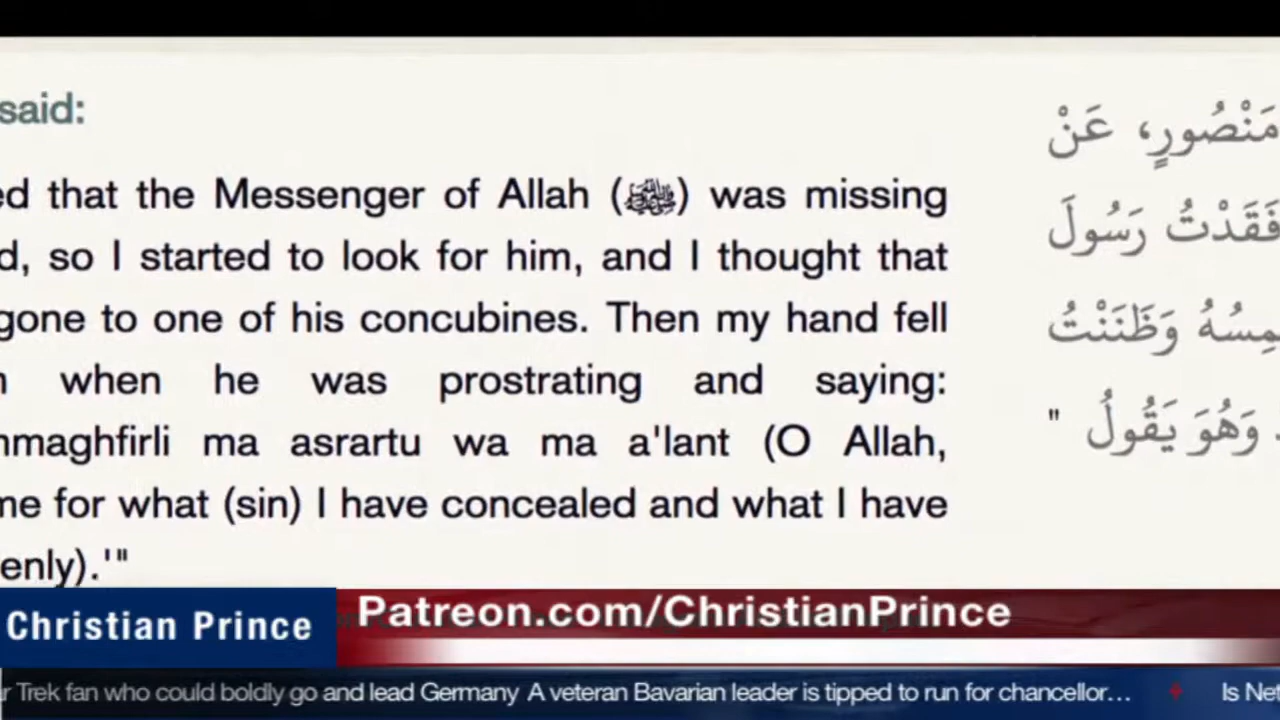 said:
ed that the Messenger of Allah (ﷺ) was missing
d, so I started to look for him, and I thought that
gone to one of his concubines. Then my hand fell
when he was prostrating and saying:
nmaghfirli ma asrartu wa ma a'lant (O Allah,
me for what (sin) I have concealed and what I have
enly).'"
مَنْصُورٍ، عَنْ
فَقَدْتُ رَسُولَ
مِسُهُ وَظَنَنْتُ
وَهُوَ يَقُولُ "
Christian Prince
Patreon.com/ChristianPrince
r Trek fan who could boldly go and lead Germany A veteran Bavarian leader is tipped to run for chancellor... Is Net